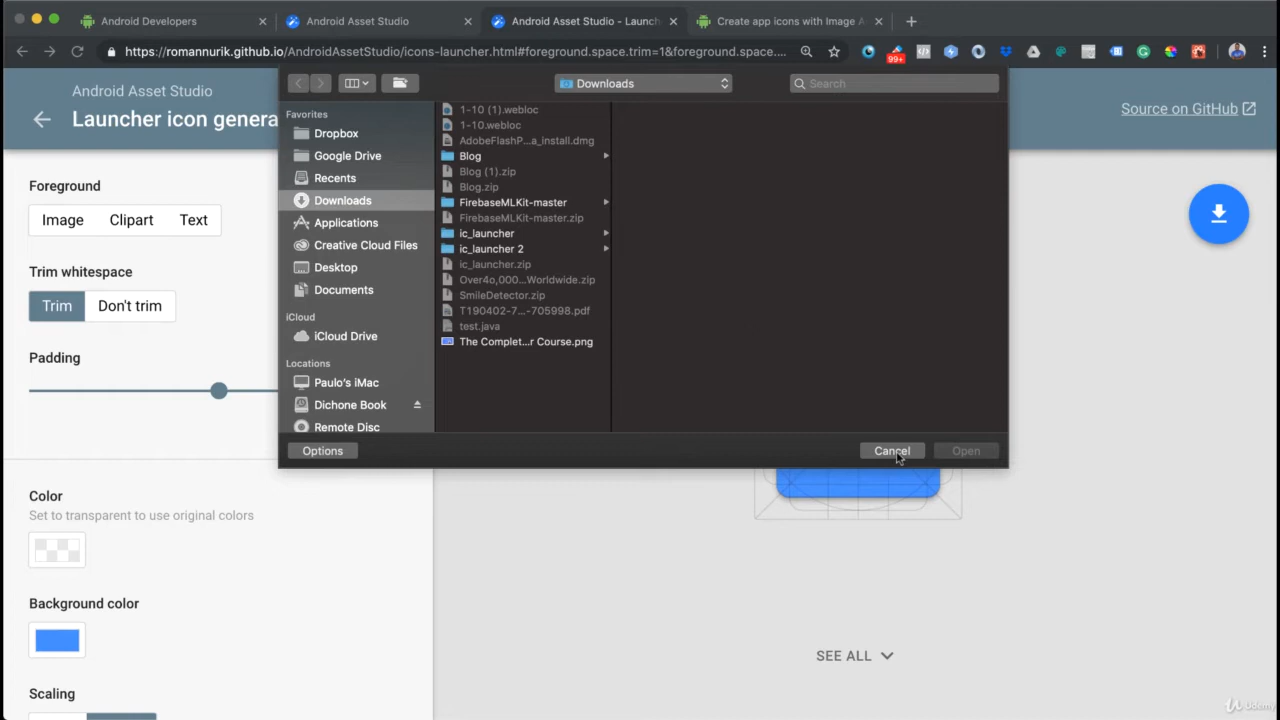 Android Developers
Android Asset Studio
Android Asset Studio - Launch
Create app icons with Image A
https://romannurik.github.io/AndroidAssetStudio/icons-launcher.html#foreground.space.trim=1&foreground.space....
99+
Android Asset Studio
Launcher icon genera
Source on GitHub
Foreground
Image
Clipart
Text
Trim whitespace
Trim
Don't trim
Padding
Color
Set to transparent to use original colors
Background color
Scaling
Downloads
Search
Favorites
Dropbox
Google Drive
Recents
Downloads
Applications
Creative Cloud Files
Desktop
Documents
iCloud
iCloud Drive
Locations
Paulo's iMac
Dichone Book
Remote Disc
1-10 (1).webloc
1-10.webloc
AdobeFlashP...a_install.dmg
Blog
Blog (1).zip
Blog.zip
FirebaseMLKit-master
FirebaseMLKit-master.zip
ic_launcher
ic_launcher 2
ic_launcher.zip
Over4o,000...Worldwide.zip
SmileDetector.zip
T190402-7...-705998.pdf
test.java
The Complet...r Course.png
Options
Cancel
Open
SEE ALL
Udemy